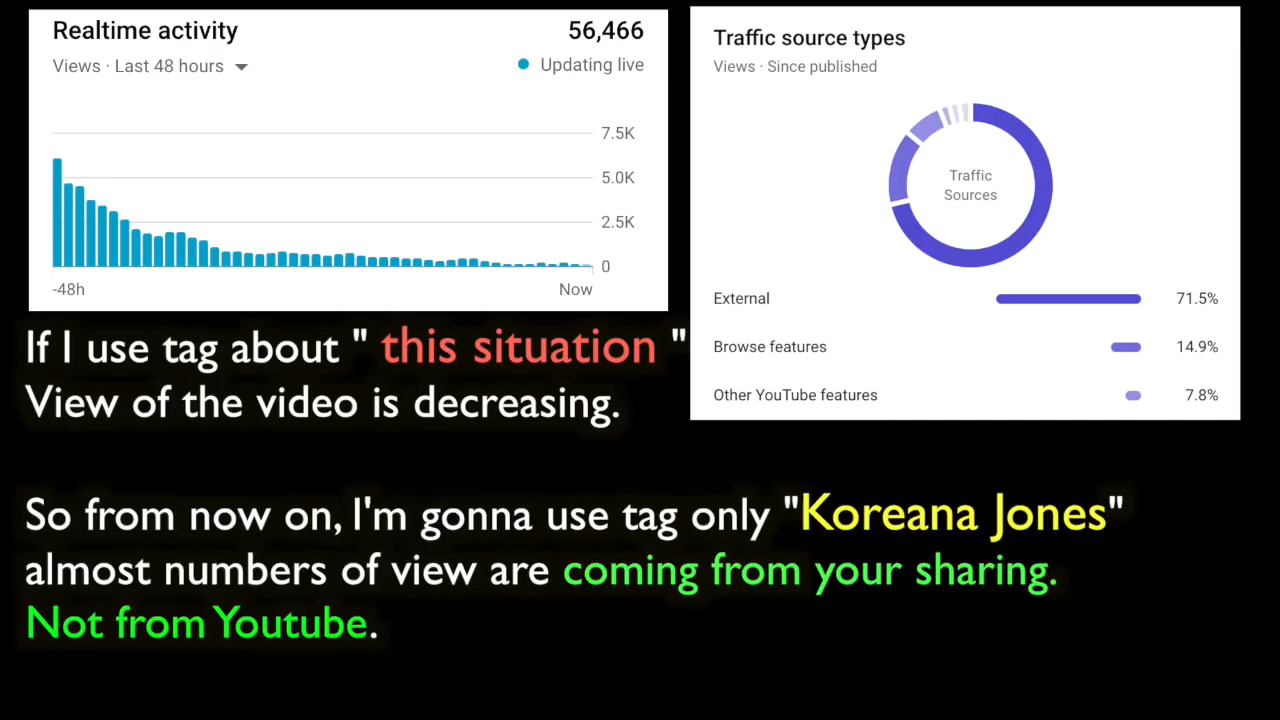 Realtime activity 56,466
Views · Last 48 hours Updating live
7.5K
5.0K
2.5K
0
-48h Now
Traffic source types
Views · Since published
Traffic
Sources
External 71.5%
Browse features 14.9%
Other YouTube features 7.8%
If I use tag about " this situation "
View of the video is decreasing.
So from now on, I'm gonna use tag only "Koreana Jones"
almost numbers of view are coming from your sharing.
Not from Youtube.